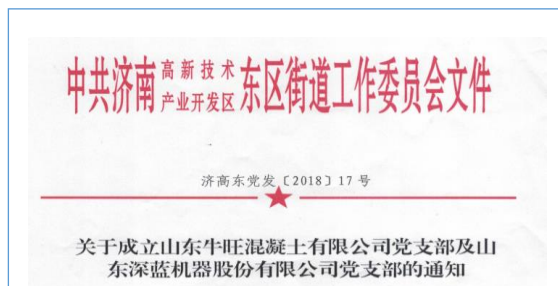 中共济南高新技术产业开发区东区街道工作委员会文件
济高东党发〔2018〕17 号
关于成立山东牛旺混凝土有限公司党支部及山
东深蓝机器股份有限公司党支部的通知